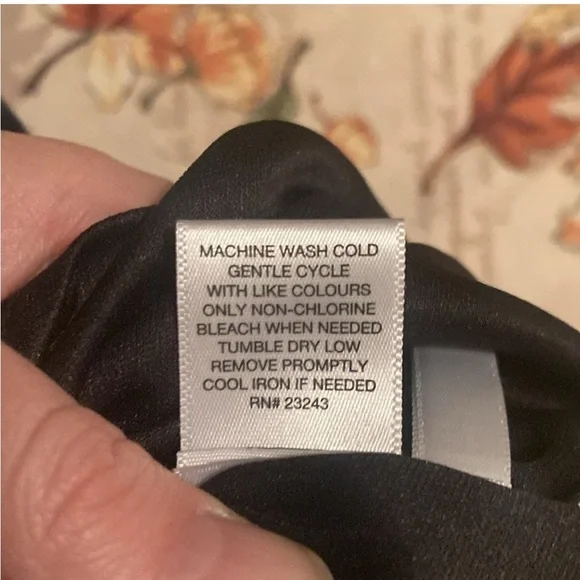 MACHINE WASH COLD
GENTLE CYCLE
WITH LIKE COLOURS
ONLY NON-CHLORINE
BLEACH WHEN NEEDED
TUMBLE DRY LOW
REMOVE PROMPTLY
COOL IRON IF NEEDED
RN# 23243